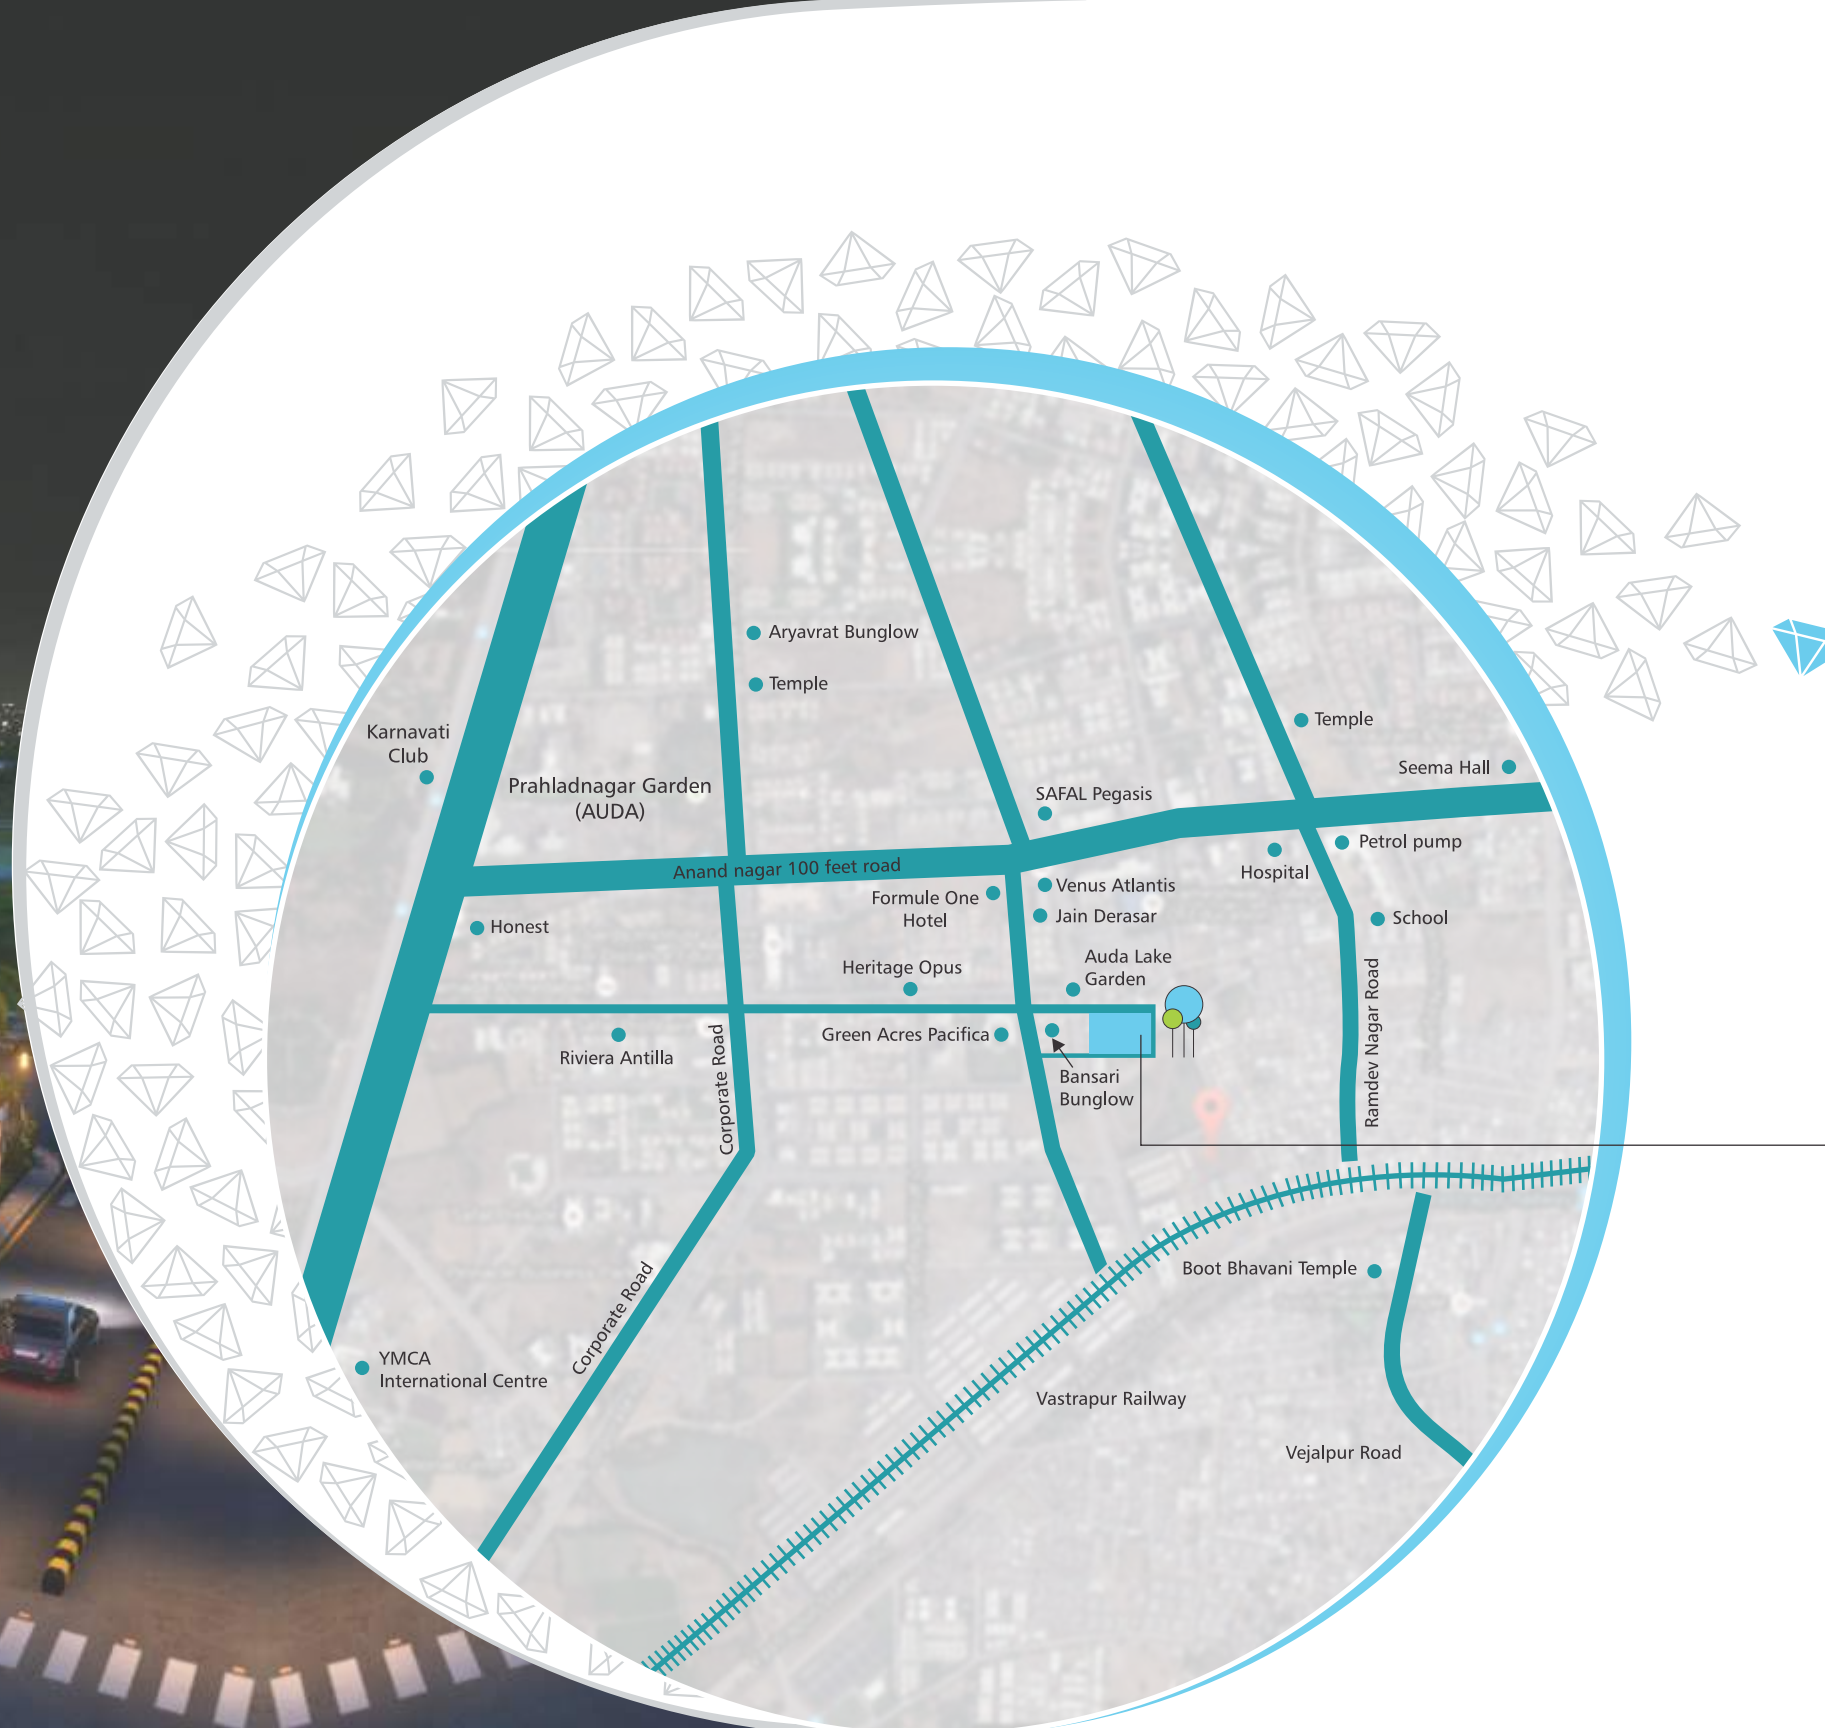 Aryavrat Bunglow
Temple
Temple
Karnavati
Club
Seema Hall
Prahladnagar Garden
(AUDA)
SAFAL Pegasis
Petrol pump
Anand nagar 100 feet road
Hospital
Formule One
Hotel
Venus Atlantis
Jain Derasar
School
Honest
Auda Lake
Garden
Heritage Opus
Green Acres Pacifica
Riviera Antilla
Corporate Road
Ramdev Nagar Road
Bansari
Bunglow
Boot Bhavani Temple
Corporate Road
YMCA
International Centre
Vastrapur Railway
Vejalpur Road